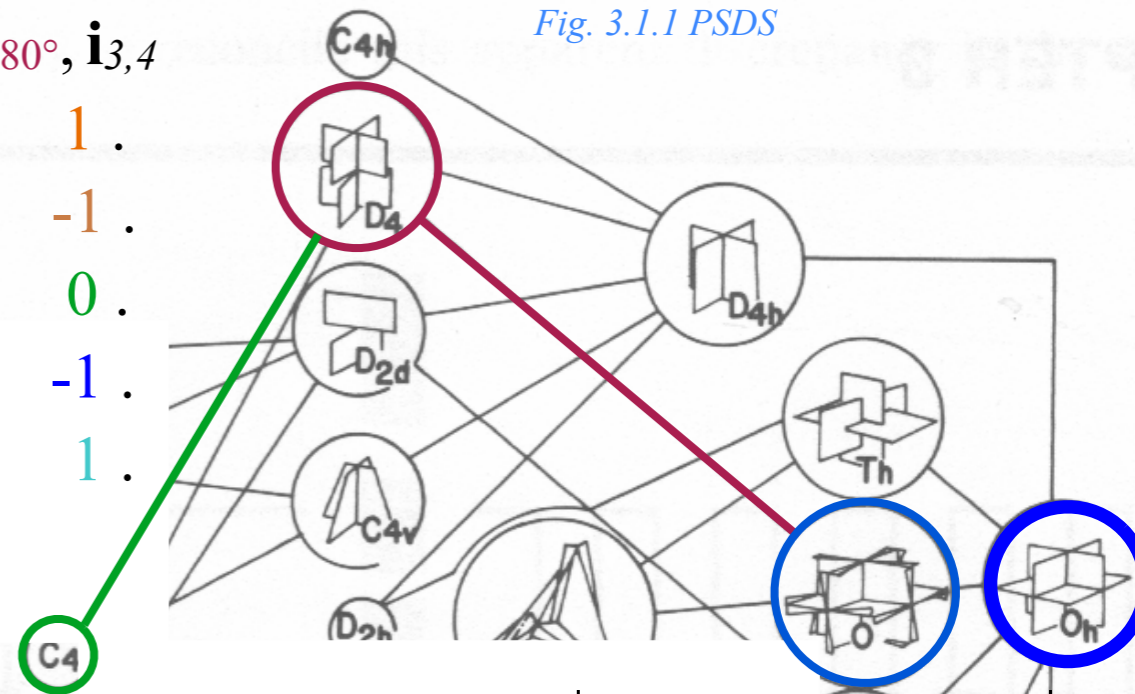 Fig. 3.1.1 PSDS
80°, i3,4
1 .
-1 .
0 .
-1 .
1 .
C4h
D4
D4h
D2d
Th
C4v
D2h
O
Oh
C4